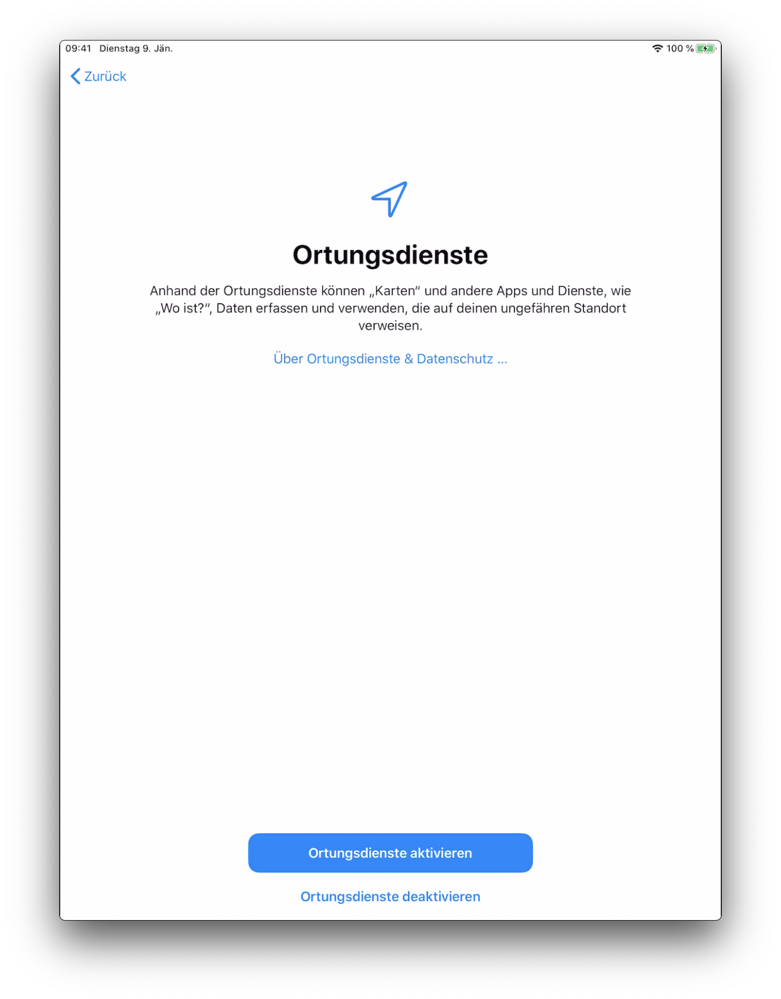 09:41 Dienstag 9. Jän.
100 %
Zurück
Ortungsdienste
Anhand der Ortungsdienste können „Karten“ und andere Apps und Dienste, wie
„Wo ist?“, Daten erfassen und verwenden, die auf deinen ungefähren Standort
verweisen.
Über Ortungsdienste & Datenschutz ...
Ortungsdienste aktivieren
Ortungsdienste deaktivieren